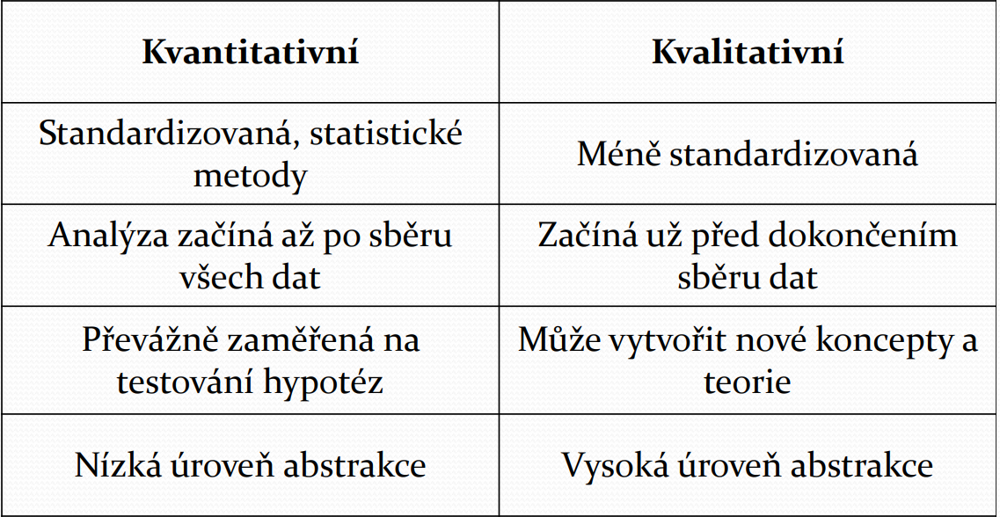 Kvantitativní
Kvalitativní
Standardizovaná, statistické
metody
Méně standardizovaná
Analýza začíná až po sběru
všech dat
Začíná už před dokončením
sběru dat
Převážně zaměřená na
testování hypotéz
Může vytvořit nové koncepty a
teorie
Nízká úroveň abstrakce
Vysoká úroveň abstrakce